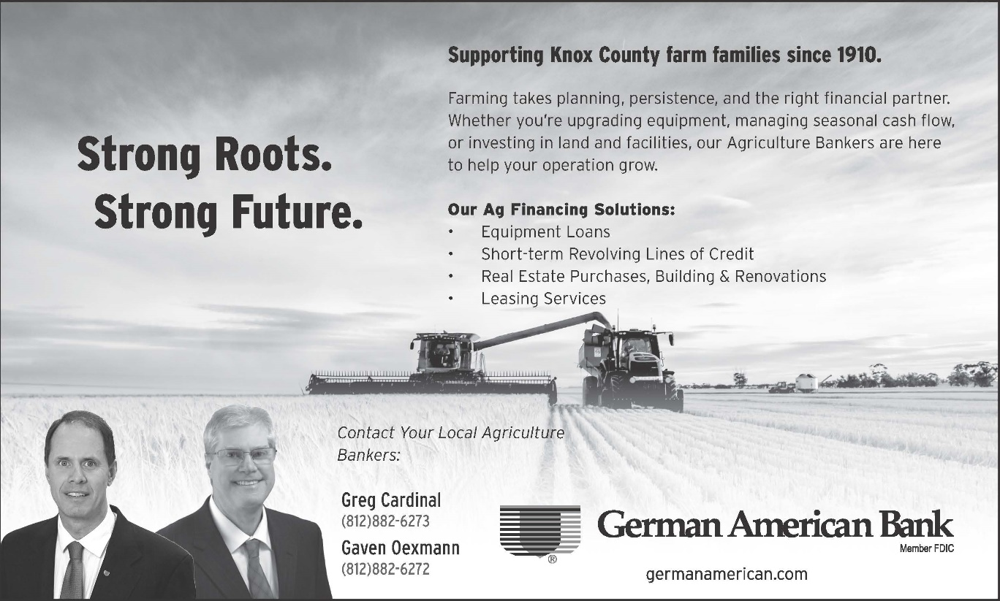 Strong Roots.
Strong Future.
Supporting Knox County farm families since 1910.
Farming takes planning, persistence, and the right financial partner.
Whether you're upgrading equipment, managing seasonal cash flow,
or investing in land and facilities, our Agriculture Bankers are here
to help your operation grow.
Our Ag Financing Solutions:
• Equipment Loans
• Short-term Revolving Lines of Credit
• Real Estate Purchases, Building & Renovations
• Leasing Services
Contact Your Local Agriculture
Bankers:
Greg Cardinal
(812)882-6273
Gaven Oexmann
(812)882-6272
®
German American Bank
Member FDIC
germanamerican.com